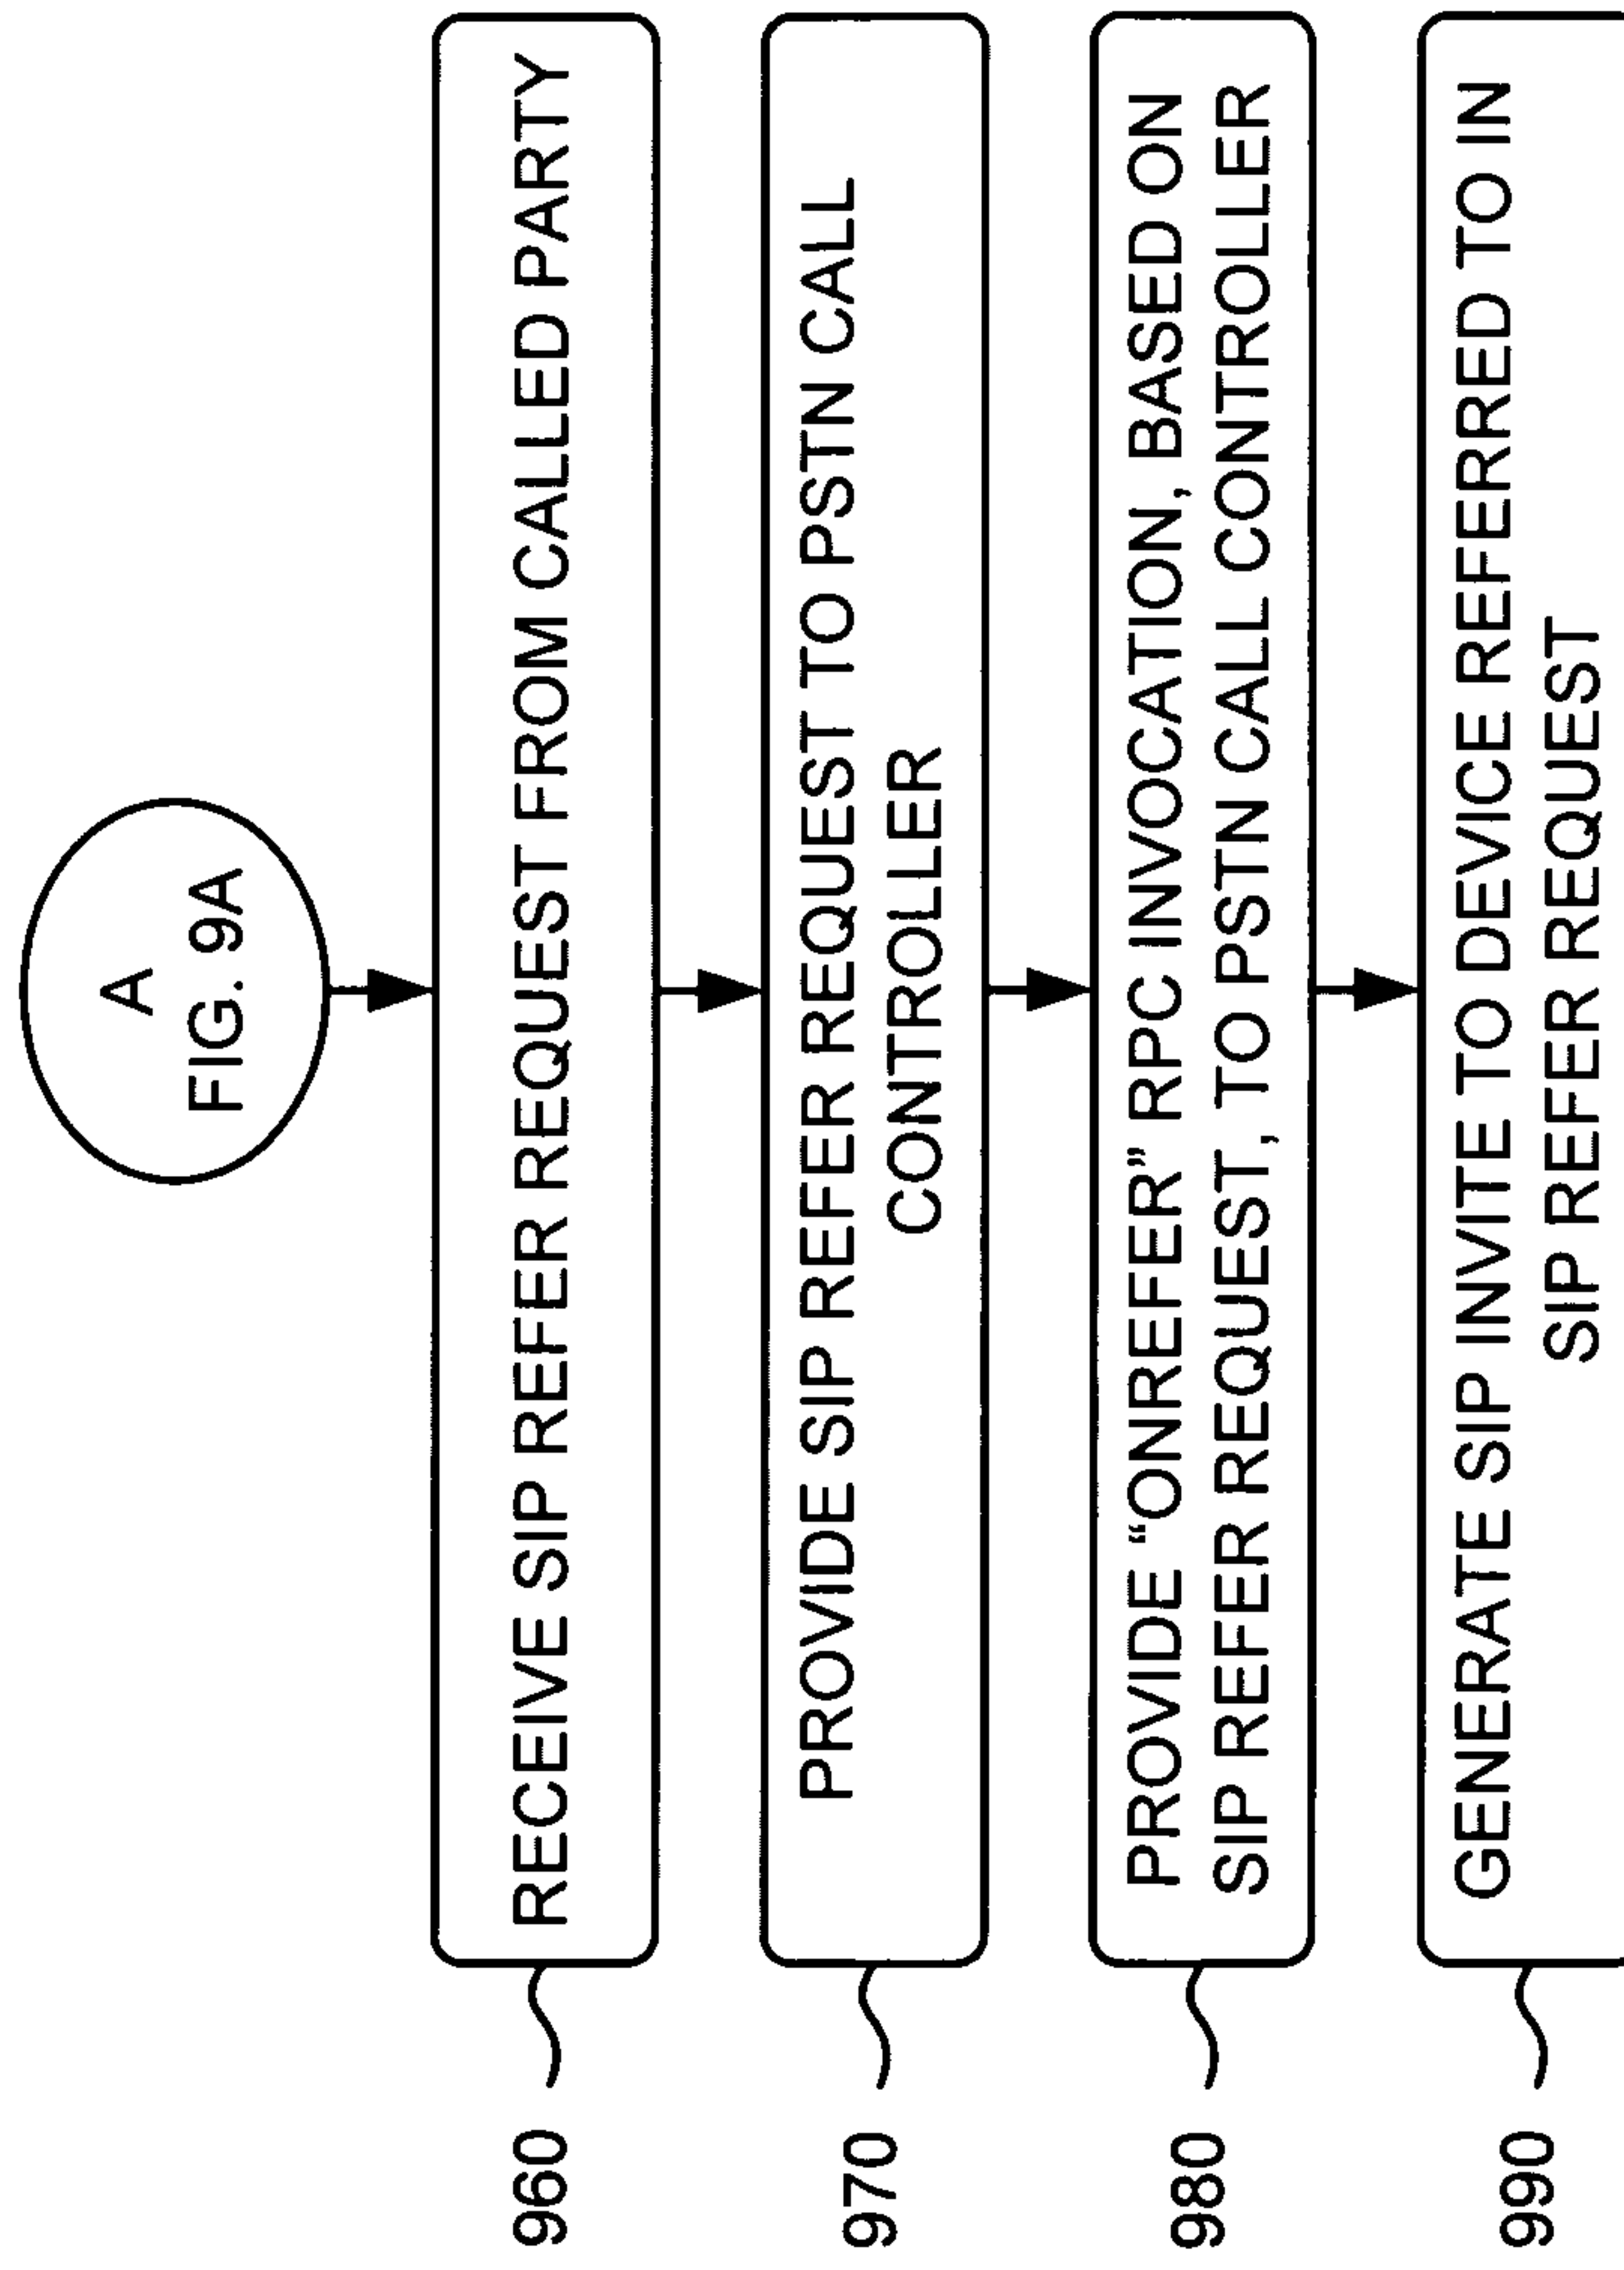 A
FIG. 9A
960
RECEIVE SIP REFER REQUEST FROM CALLED PARTY
970
PROVIDE SIP REFER REQUEST TO PSTN CALL
CONTROLLER
980
PROVIDE “ONREFER” RPC INVOCATION, BASED ON
SIP REFER REQUEST, TO PSTN CALL CONTROLLER
990
GENERATE SIP INVITE TO DEVICE REFERRED TO IN
SIP REFER REQUEST